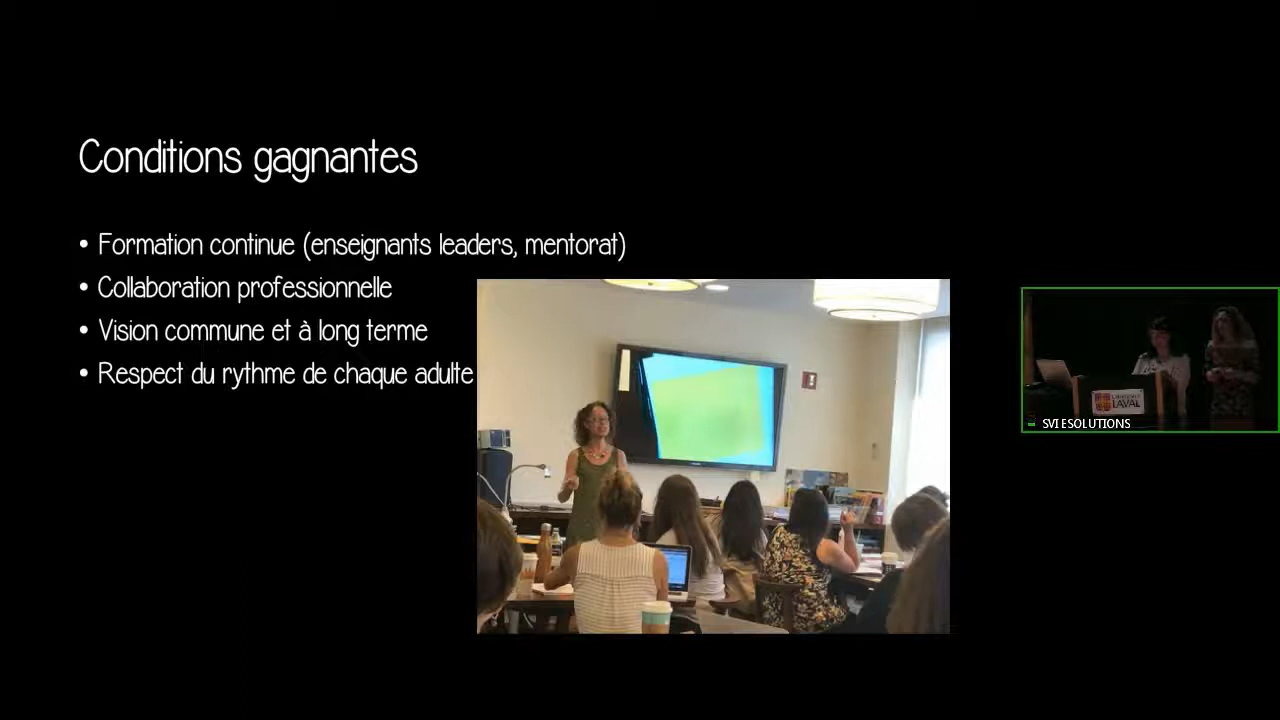 Conditions gagnantes
• Formation continue (enseignants leaders, mentorat)
• Collaboration professionnelle
• Vision commune et à long terme
• Respect du rythme de chaque adulte
UNIVERSITÉ
LAVAL
SVI ESOLUTIONS